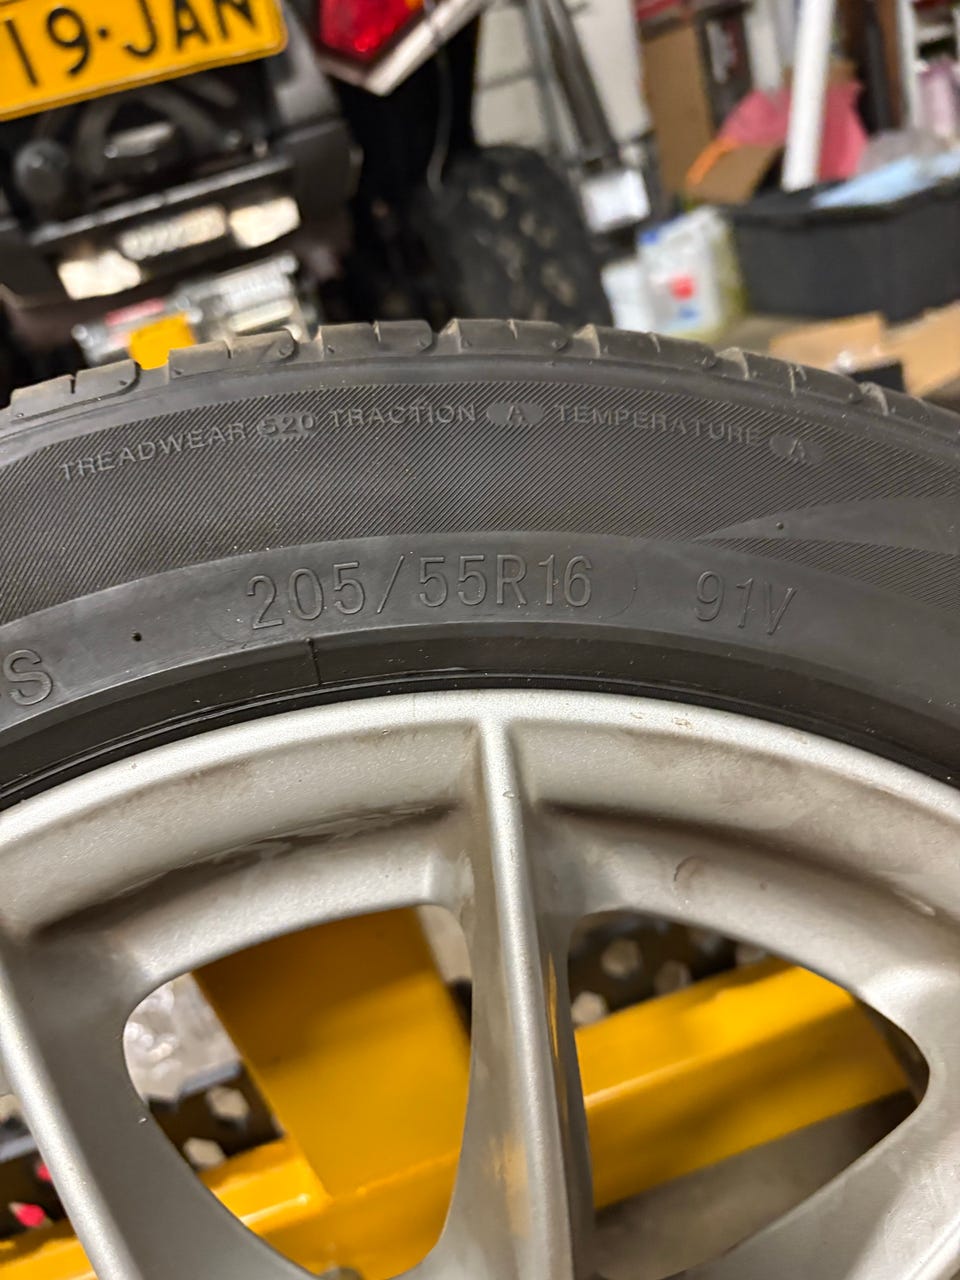 19·JAN
TREADWEAR 520 TRACTION A TEMPERATURE A
205/55R16 91V
S